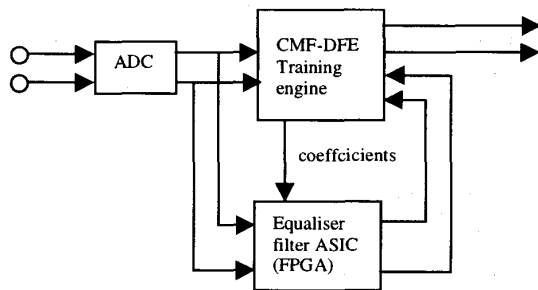 ADC
CMF-DFE
Training
engine
coeffcicients
Equaliser
filter ASIC
(FPGA)